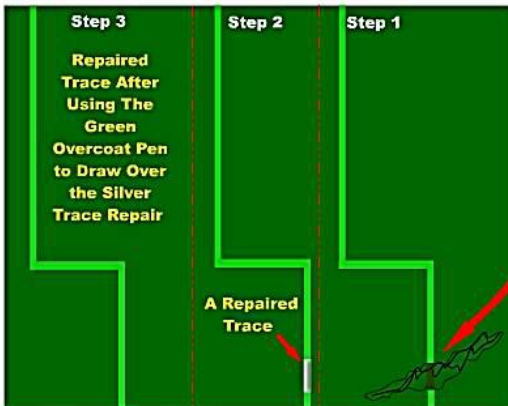 Step 3
Repaired
Trace After
Using The
Green
Overcoat Pen
to Draw Over
the Silver
Trace Repair
Step 2
A Repaired
Trace
Step 1